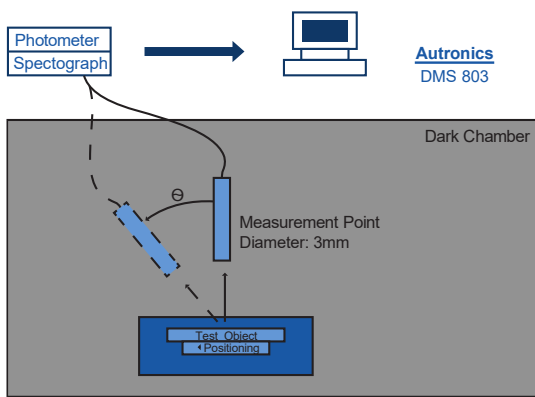 Photometer
Spectograph
Autronics
DMS 803
Dark Chamber
Θ
Measurement Point
Diameter: 3mm
Test Object
Positioning